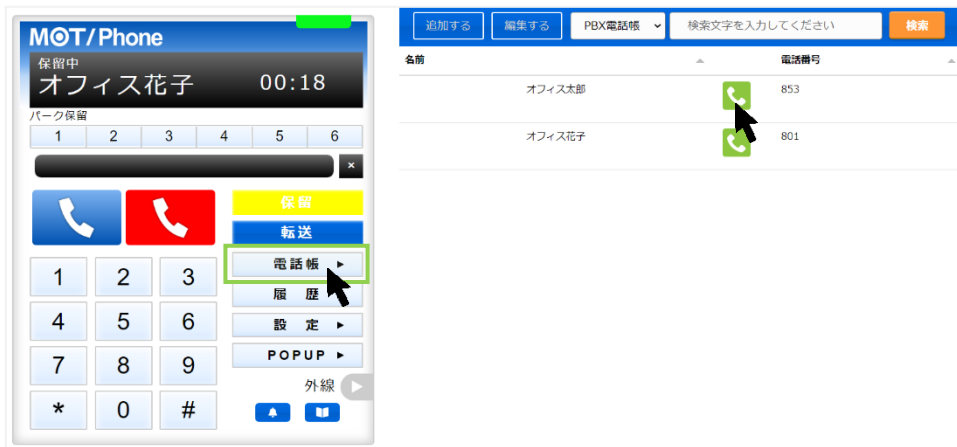 MOT/Phone
保留中
オフィス花子 00:18
パーク保留
1 2 3 4 5 6
×
保留
転送
電話帳 ▶
履 歴
設 定 ▶
POPUP ▶
外線
1 2 3
4 5 6
7 8 9
* 0 #
追加する 編集する PBX電話帳 検索文字を入力してください 検索
名前 電話番号
オフィス太郎 853
オフィス花子 801